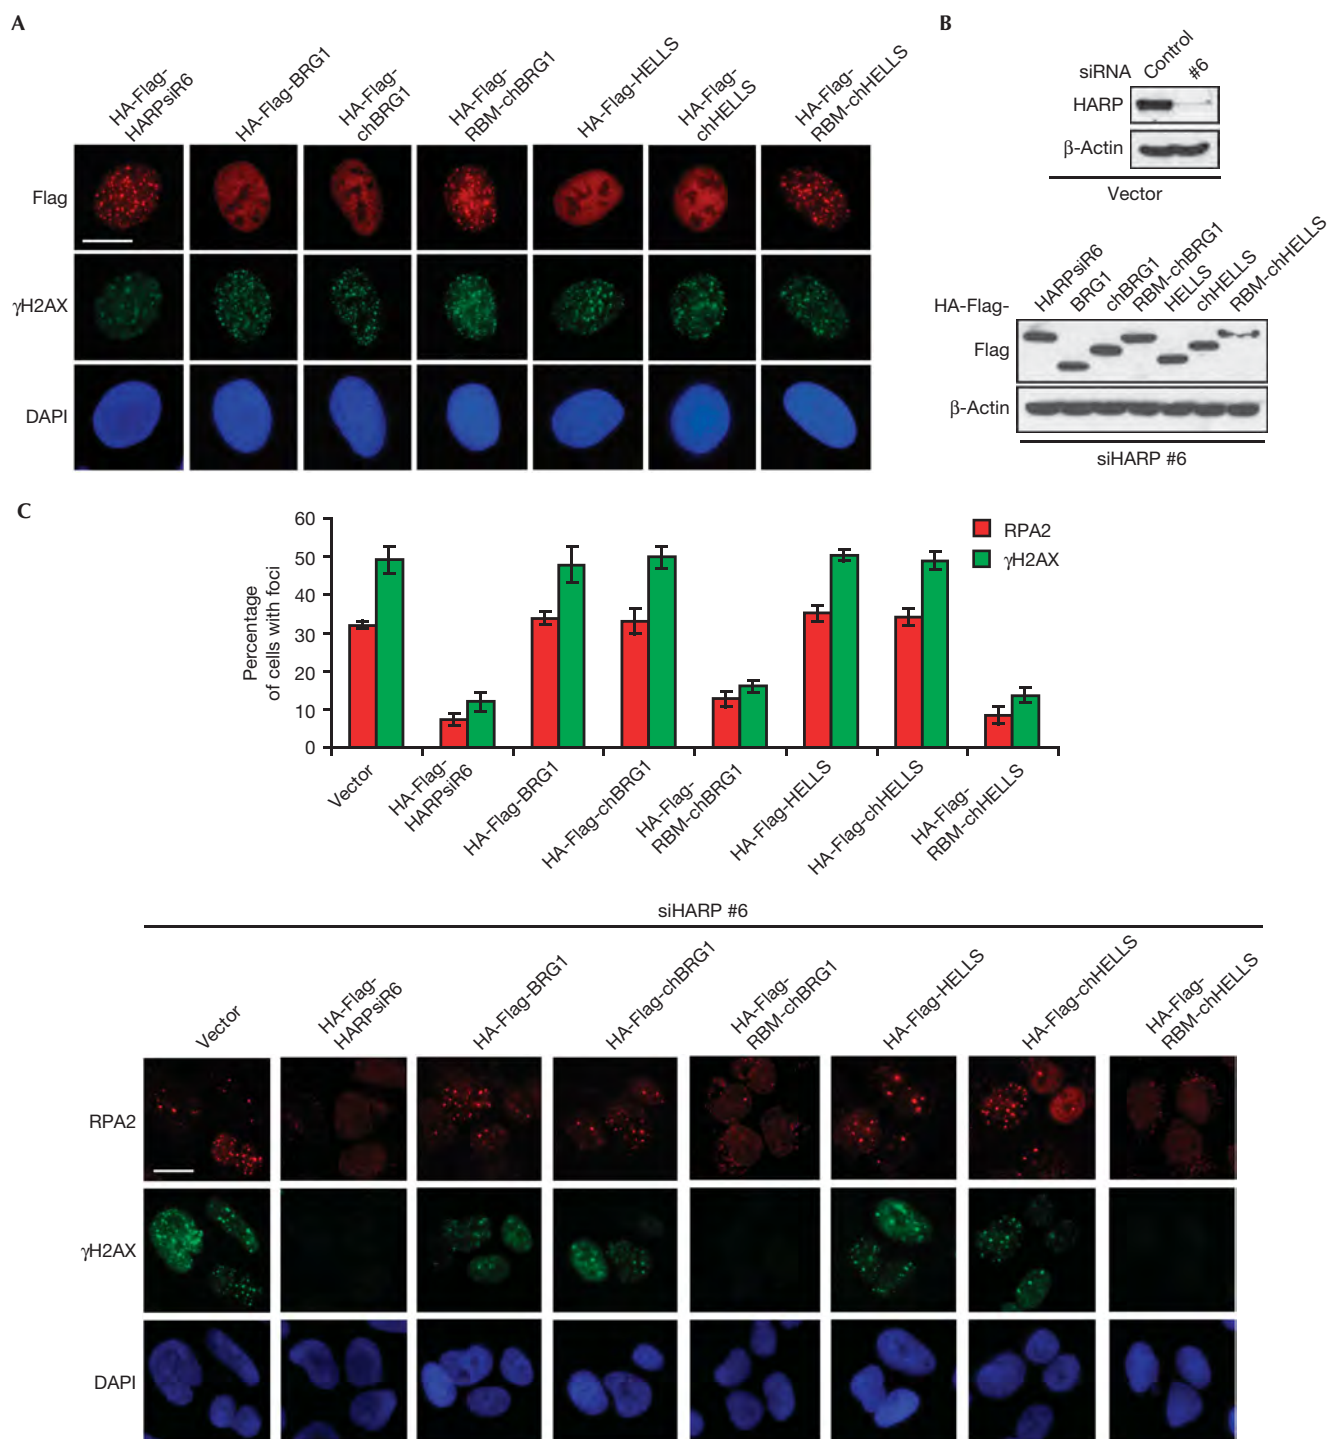 A
HA-Flag-
HARPsiR6
HA-Flag-BRG1
HA-Flag-
chBRG1
HA-Flag-
RBM-chBRG1
HA-Flag-HELLS
HA-Flag-
chHELLS
HA-Flag-
RBM-chHELLS
Flag
γH2AX
DAPI
B
siRNA Control #6
HARP
β-Actin
Vector
HA-Flag- HARPsiR6 BRG1 chBRG1 RBM-chBRG1 HELLS chHELLS RBM-chHELLS
Flag
β-Actin
siHARP #6
C
Percentage
of cells with foci
60
50
40
30
20
10
0
RPA2
γH2AX
Vector
HA-Flag-
HARPsiR6
HA-Flag-BRG1
HA-Flag-chBRG1
HA-Flag-
RBM-chBRG1
HA-Flag-HELLS
HA-Flag-chHELLS
HA-Flag-
RBM-chHELLS
siHARP #6
Vector
HA-Flag-
HARPsiR6
HA-Flag-BRG1
HA-Flag-chBRG1
HA-Flag-
RBM-chBRG1
HA-Flag-HELLS
HA-Flag-chHELLS
HA-Flag-
RBM-chHELLS
RPA2
γH2AX
DAPI